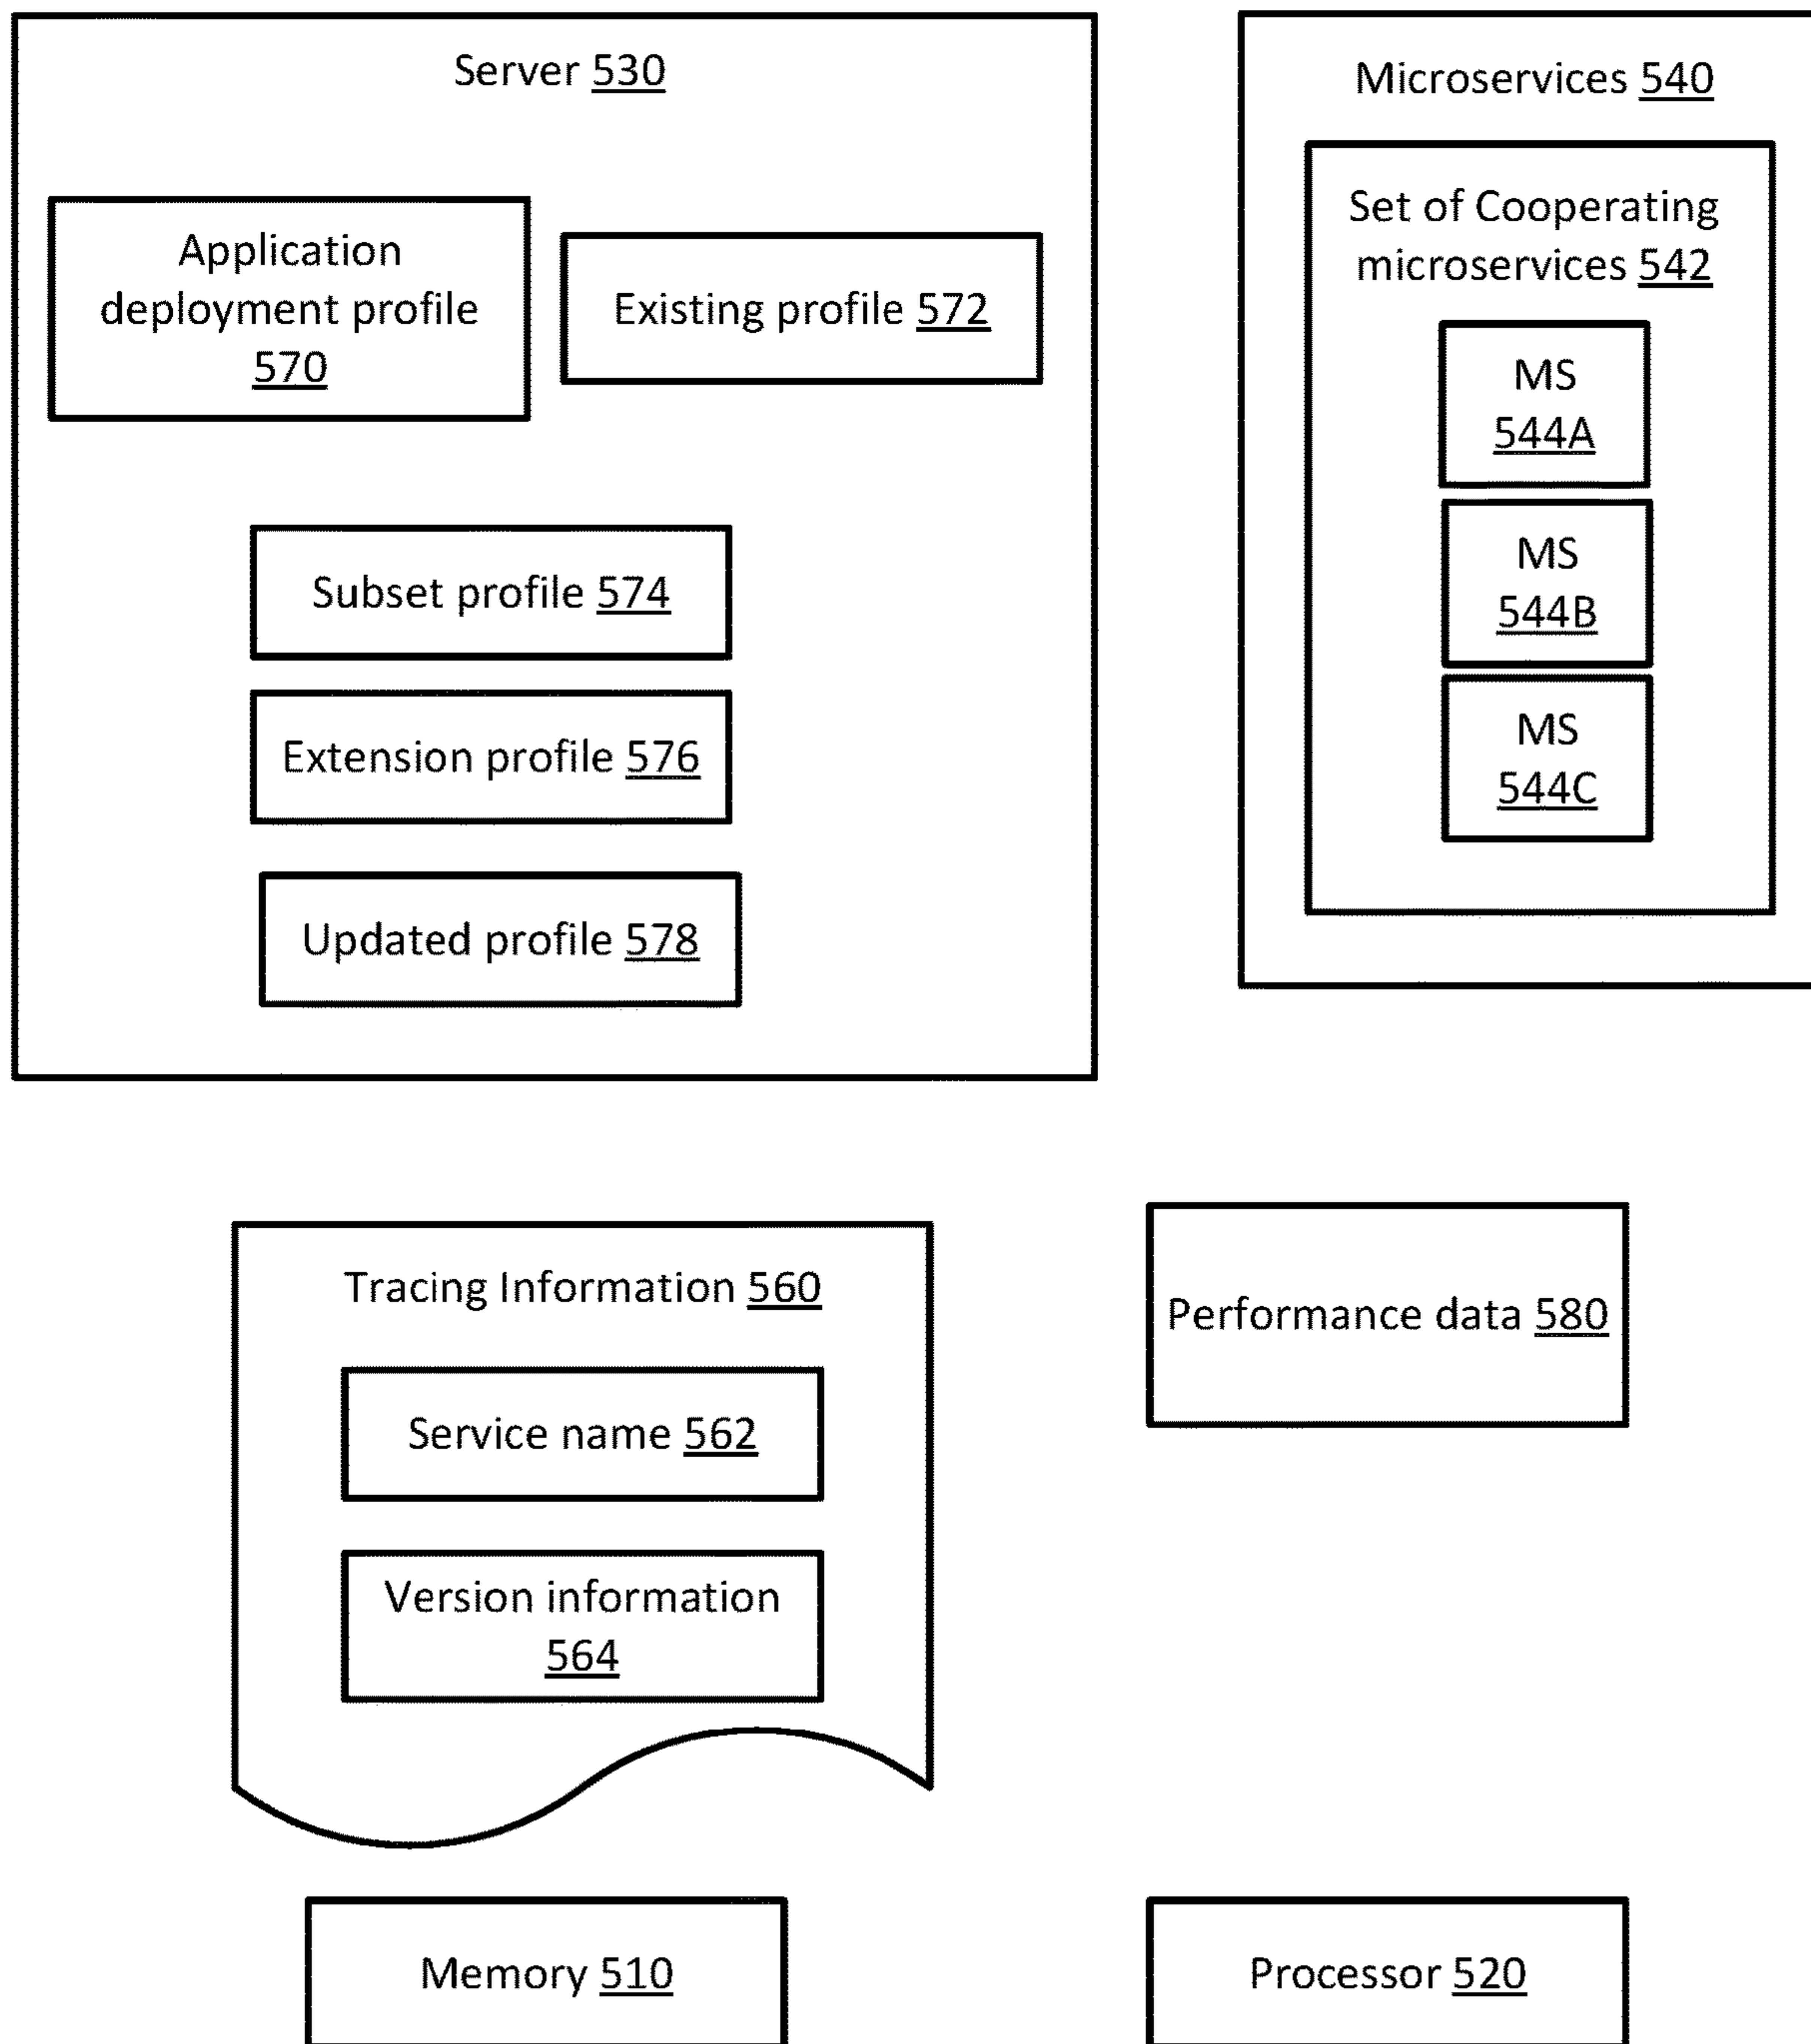 Server 530
Application
deployment profile
570
Existing profile 572
Subset profile 574
Extension profile 576
Updated profile 578
Microservices 540
Set of Cooperating
microservices 542
MS
544A
MS
544B
MS
544C
Tracing Information 560
Service name 562
Version information
564
Performance data 580
Memory 510
Processor 520